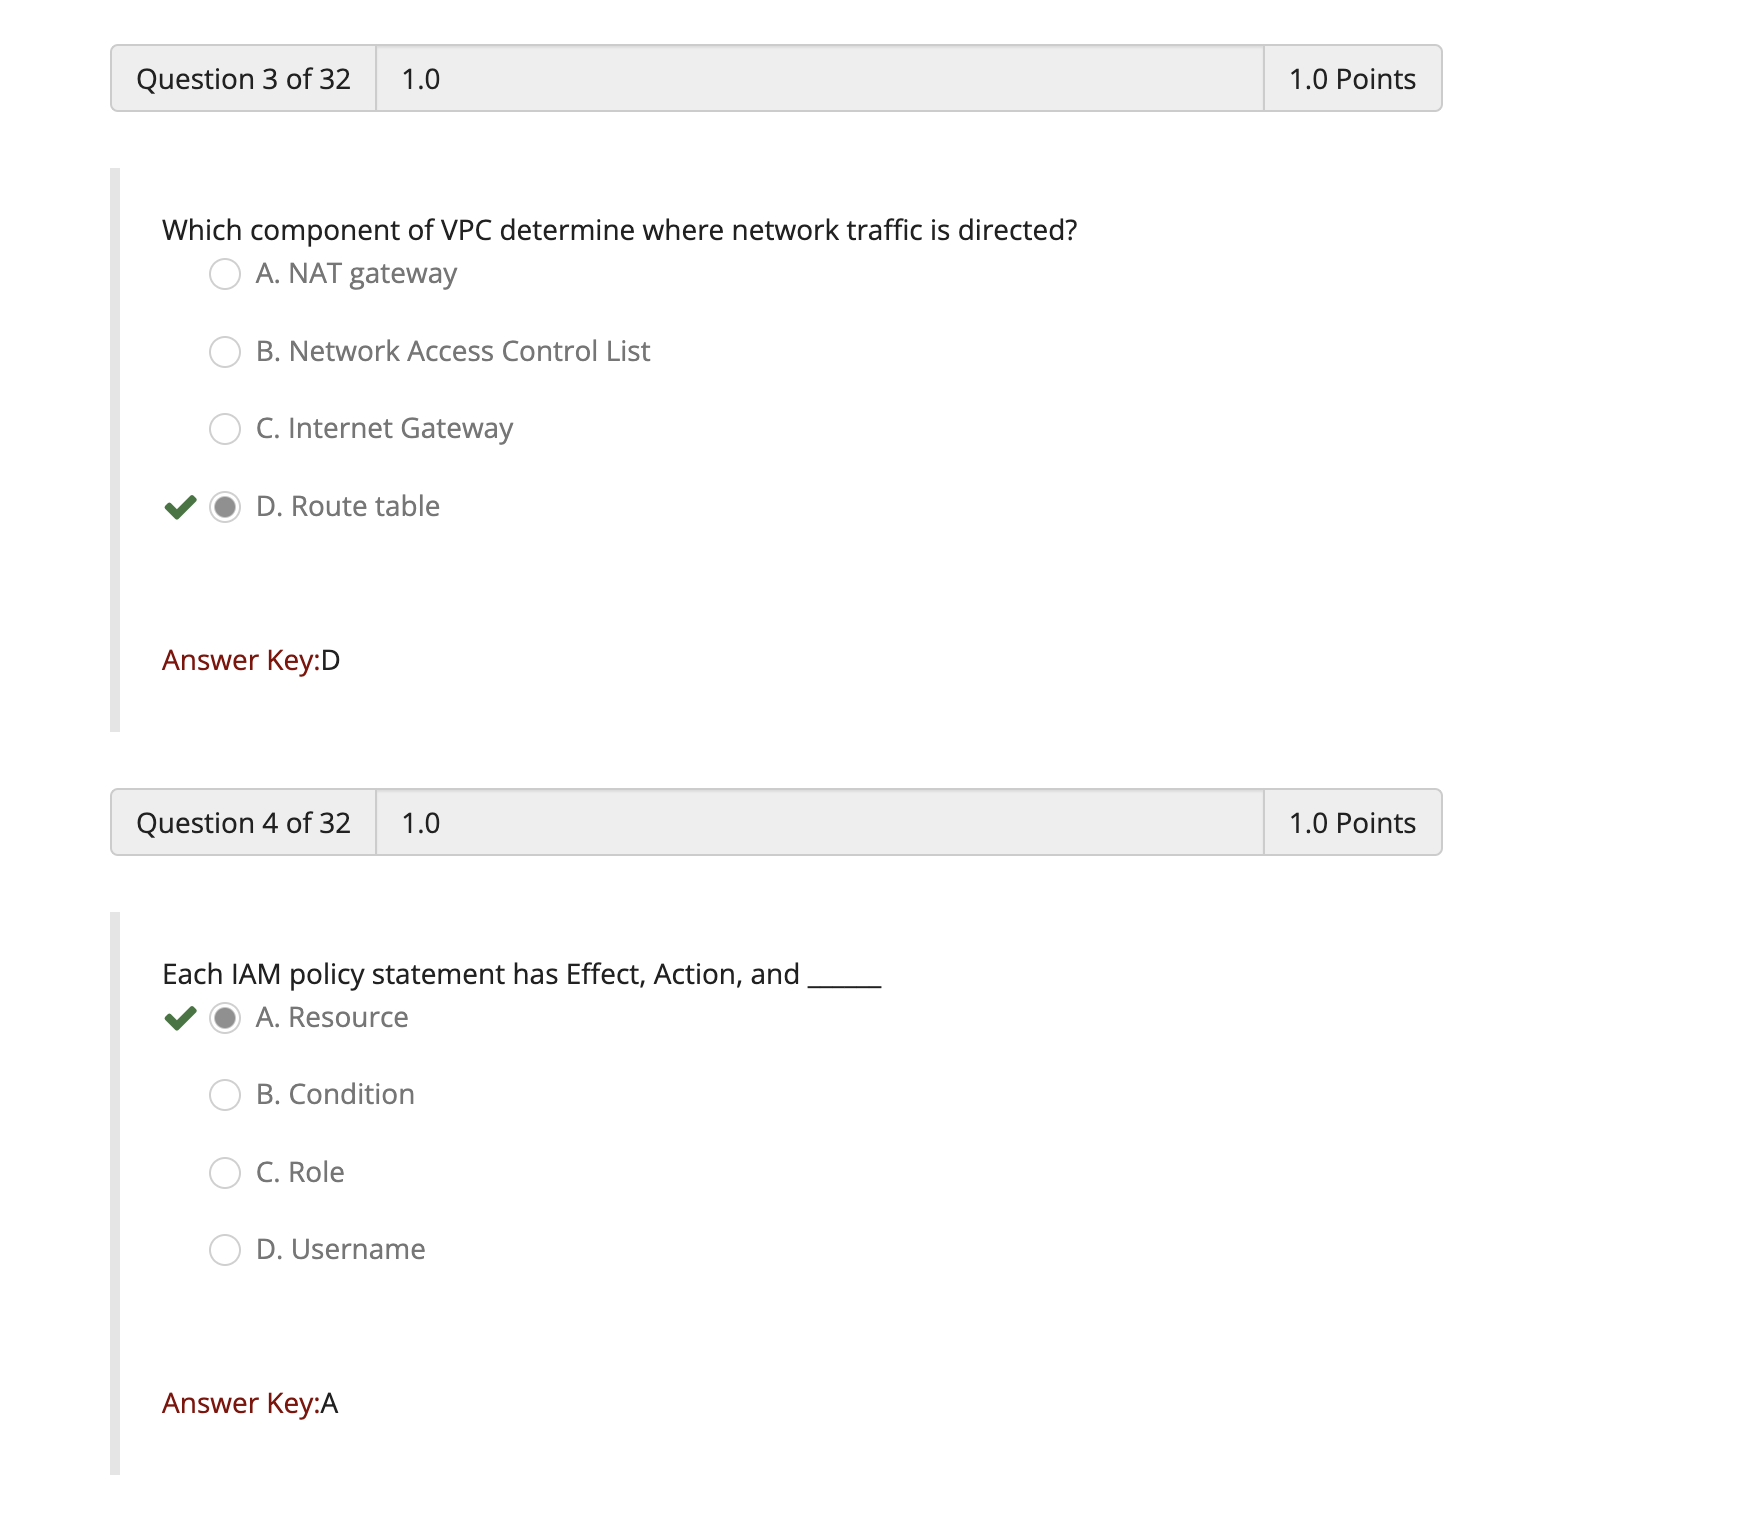 Question 3 of 32 1.0 1.0 Points
Which component of VPC determine where network traffic is directed?
A. NAT gateway
B. Network Access Control List
C. Internet Gateway
D. Route table
Answer Key:D
Question 4 of 32 1.0 1.0 Points
Each IAM policy statement has Effect, Action, and ______
A. Resource
B. Condition
C. Role
D. Username
Answer Key:A